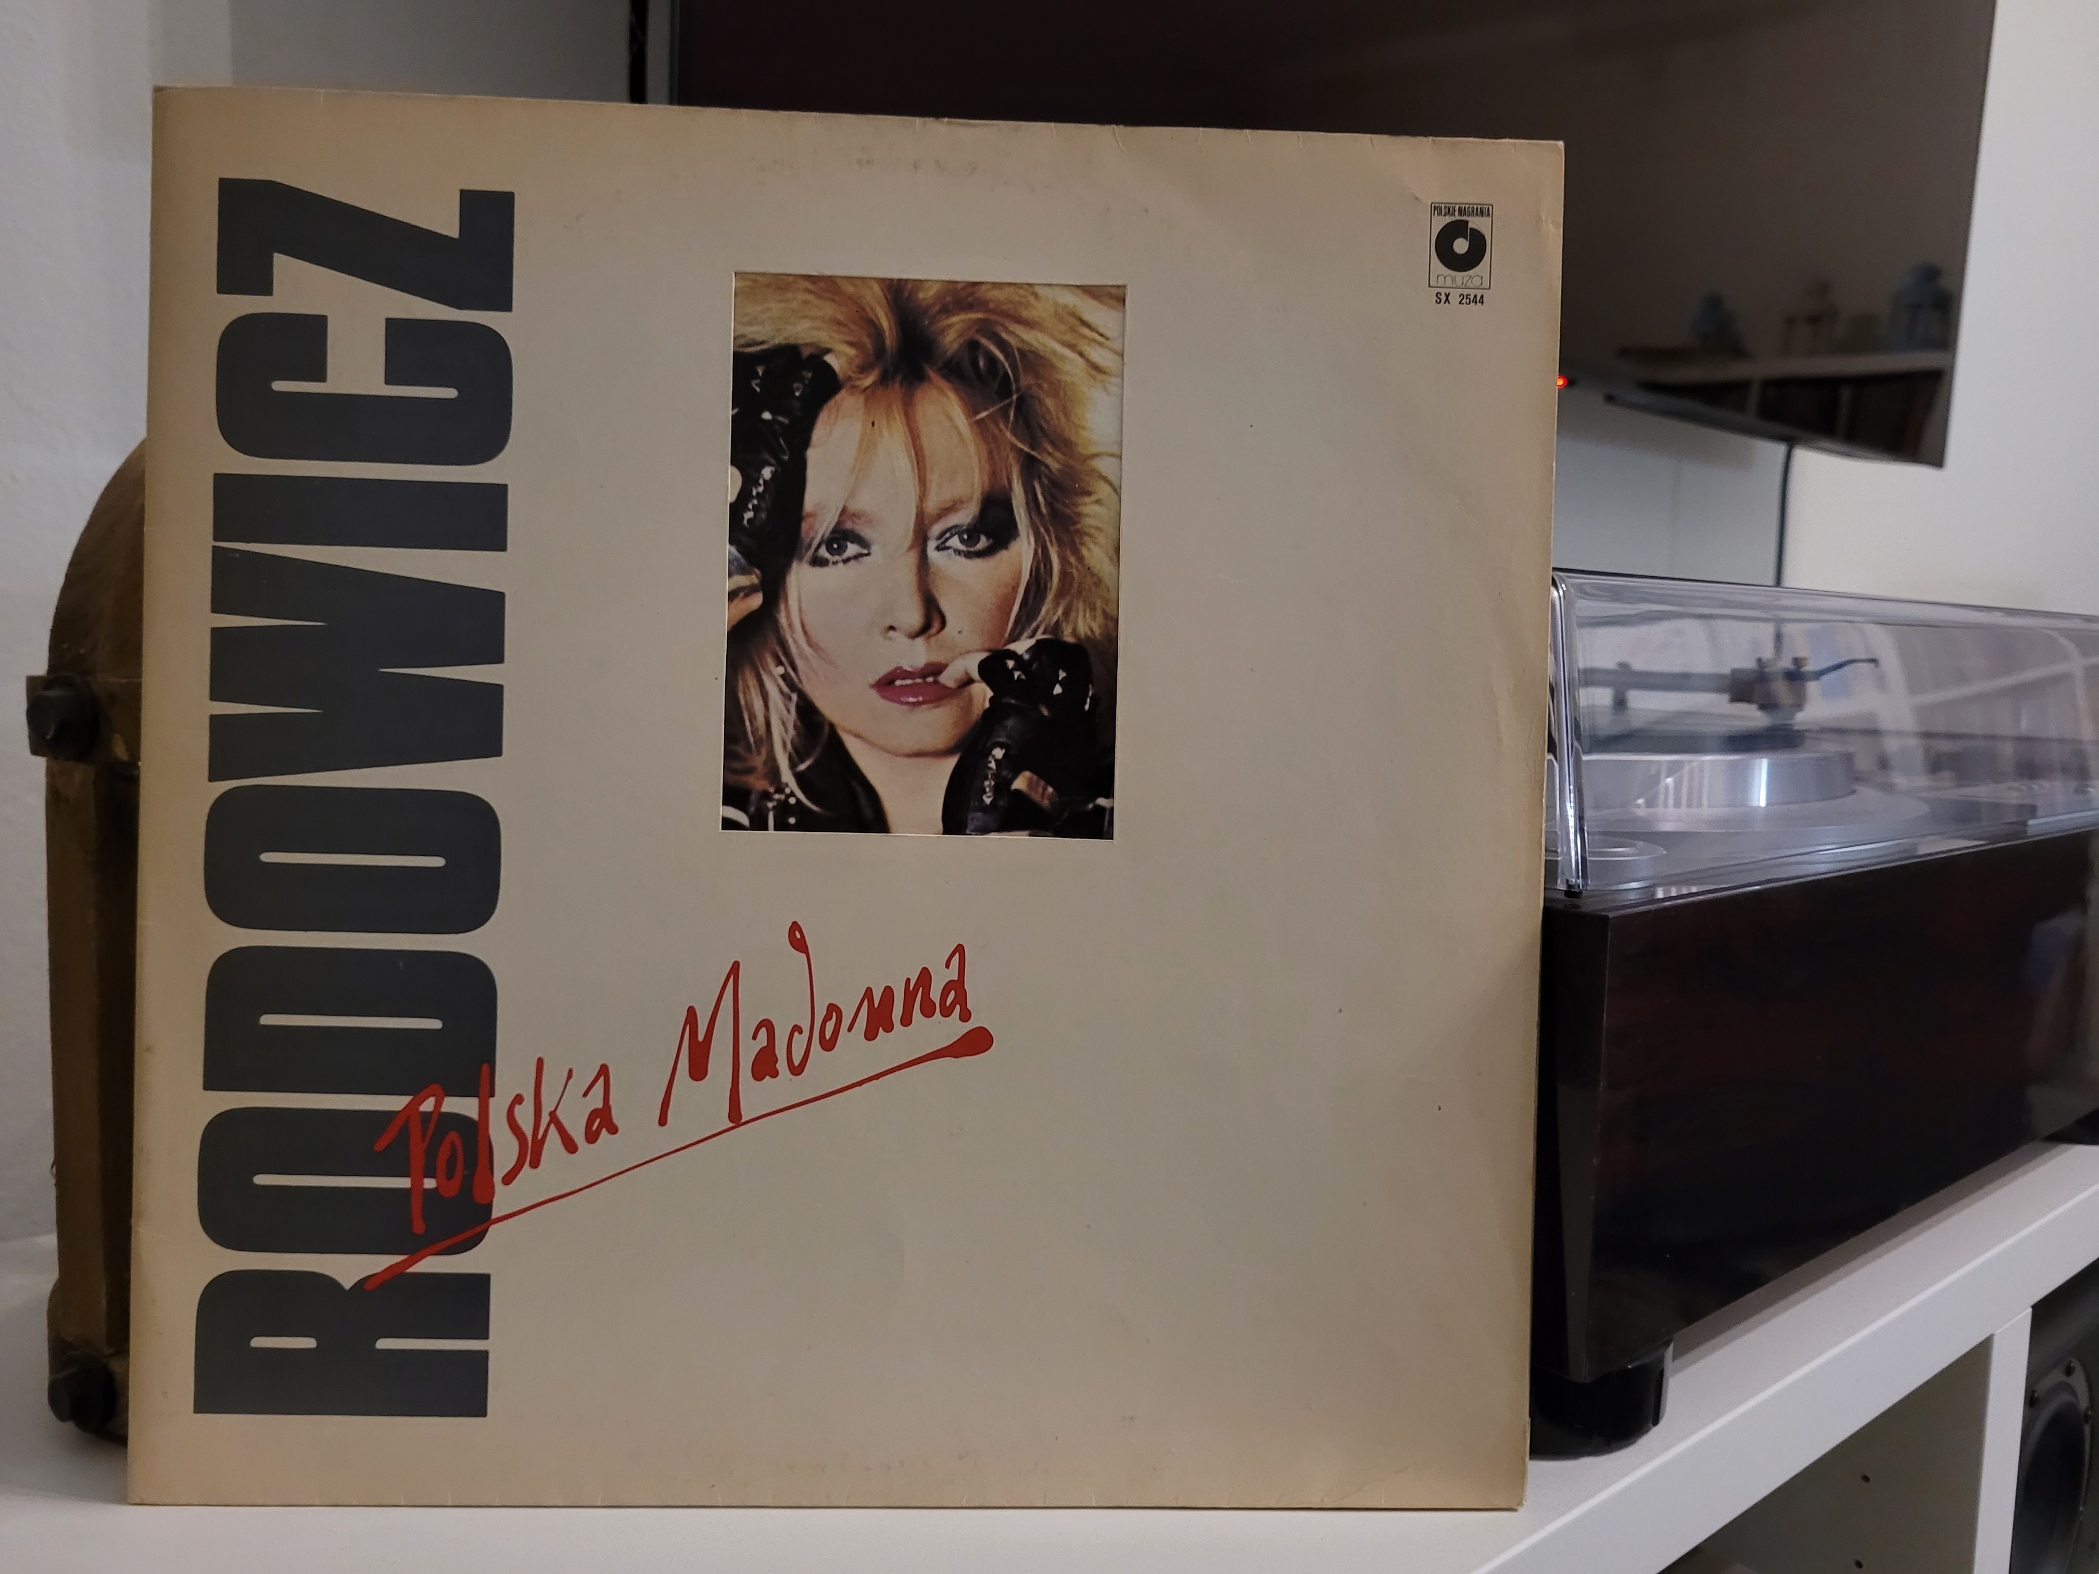 RODOWICZ
Polska Madonna
POLSKIE NAGRANIA
muza
SX 2544